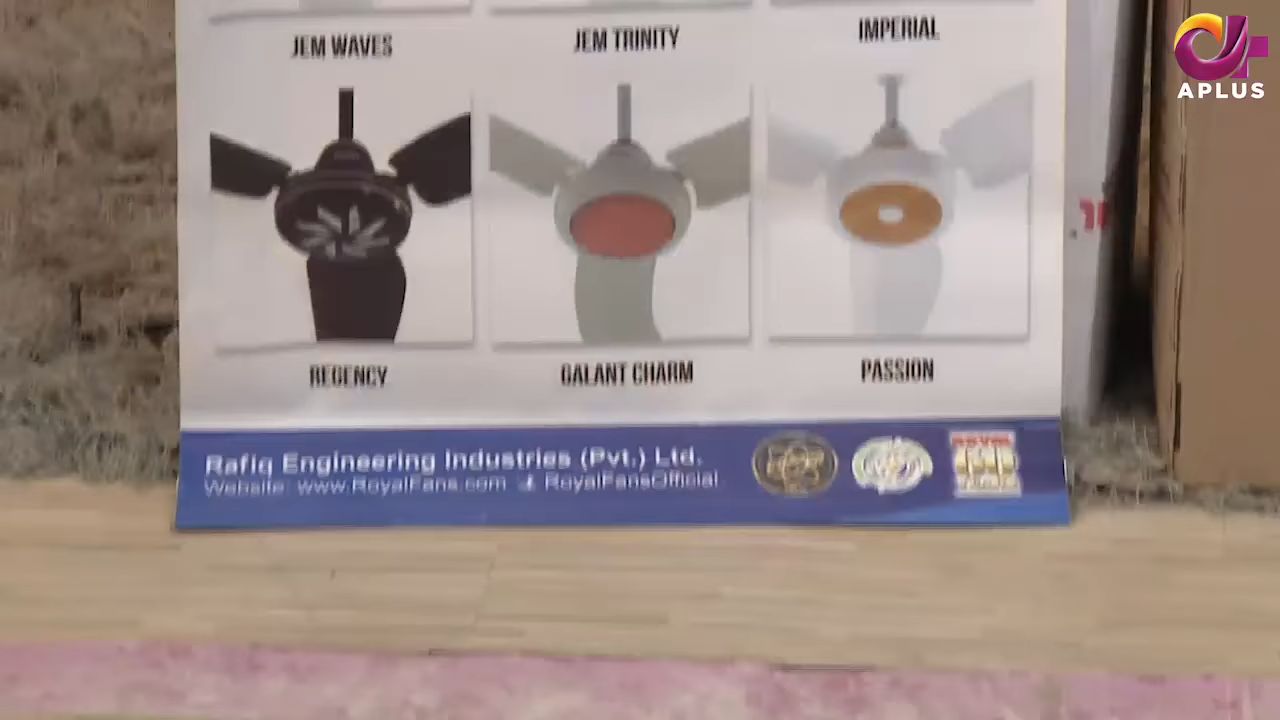 APLUS
JEM WAVES
JEM TRINITY
IMPERIAL
REGENCY
GALANT CHARM
PASSION
Rafiq Engineering Industries (Pvt.) Ltd.
Website: www.RoyalFans.com RoyalFansOfficial